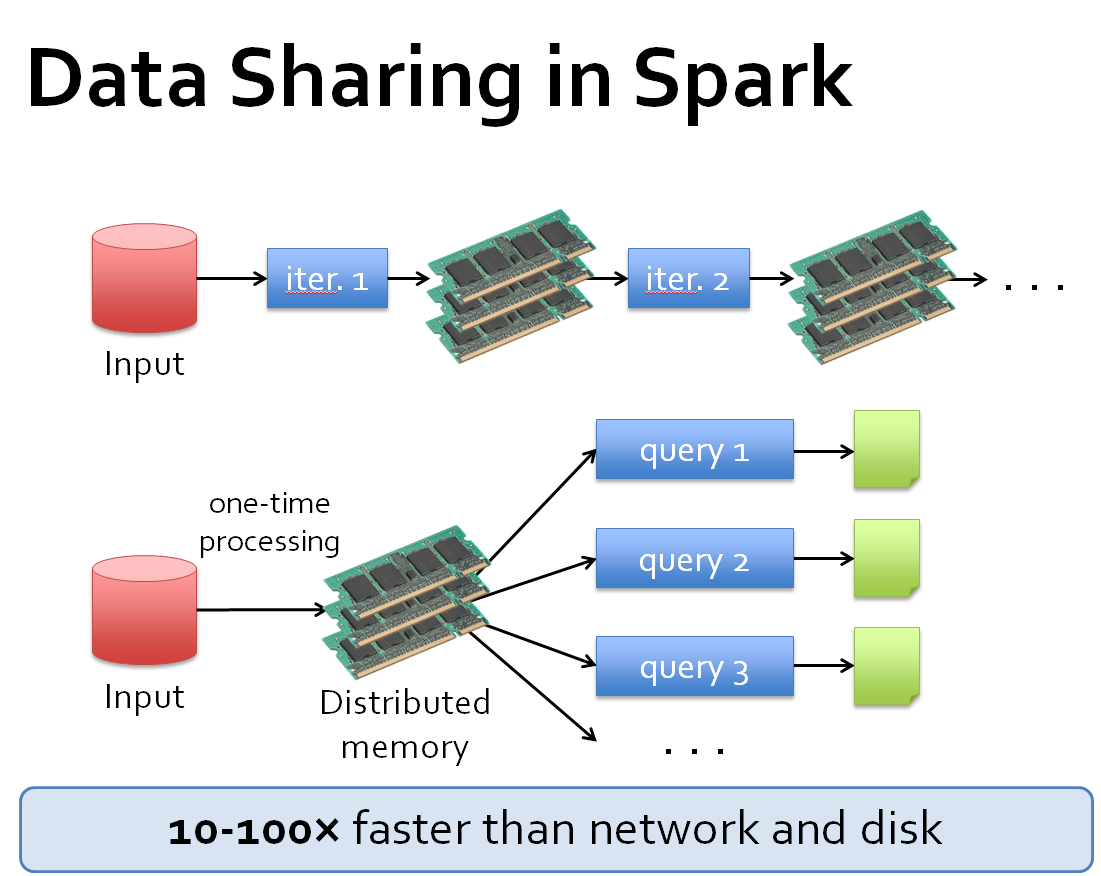 Data Sharing in Spark
iter. 1
iter. 2
. . .
Input
one-time
processing
query 1
query 2
query 3
. . .
Input
Distributed
memory
10-100× faster than network and disk